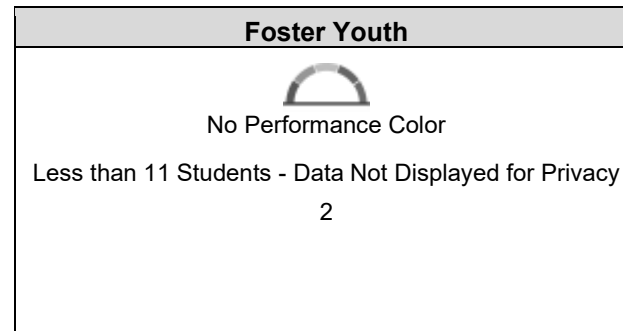 Foster Youth
No Performance Color
Less than 11 Students - Data Not Displayed for Privacy
2